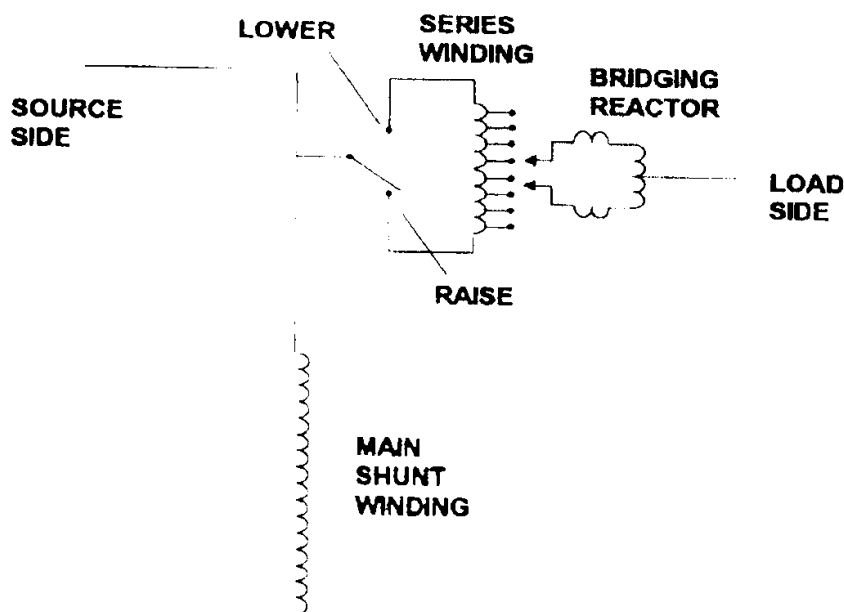 LOWER
SERIES
WINDING
BRIDGING
REACTOR
SOURCE
SIDE
LOAD
SIDE
RAISE
MAIN
SHUNT
WINDING